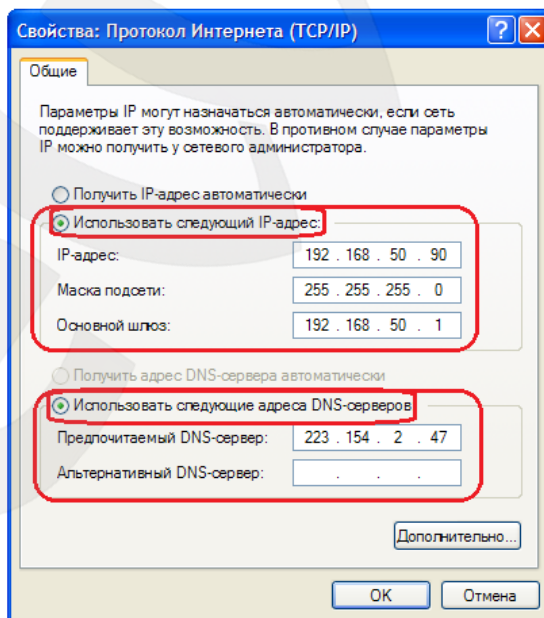 Свойства: Протокол Интернета (TCP/IP)
Общие
Параметры IP могут назначаться автоматически, если сеть
поддерживает эту возможность. В противном случае параметры
IP можно получить у сетевого администратора.
Получить IP-адрес автоматически
Использовать следующий IP-адрес:
IP-адрес: 192 . 168 . 50 . 90
Маска подсети: 255 . 255 . 255 . 0
Основной шлюз: 192 . 168 . 50 . 1
Получить адрес DNS-сервера автоматически
Использовать следующие адреса DNS-серверов
Предпочитаемый DNS-сервер: 223 . 154 . 2 . 47
Альтернативный DNS-сервер: . . .
Дополнительно...
OK Отмена